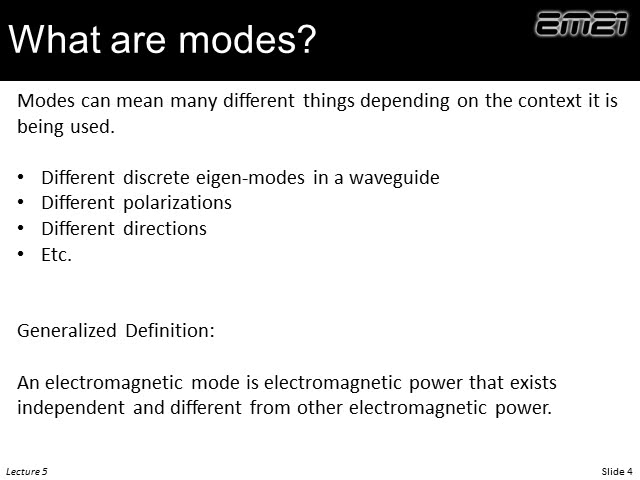 What are modes?
EM21
Modes can mean many different things depending on the context it is
being used.
• Different discrete eigen-modes in a waveguide
• Different polarizations
• Different directions
• Etc.
Generalized Definition:
An electromagnetic mode is electromagnetic power that exists
independent and different from other electromagnetic power.
Lecture 5
Slide 4